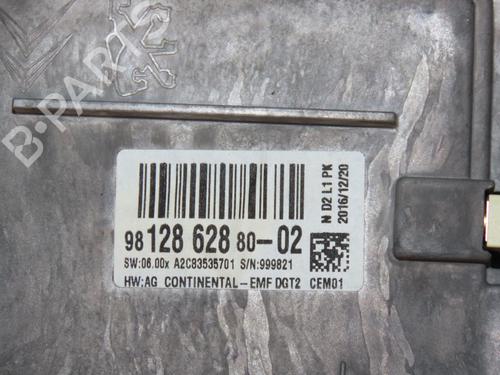 B-PARTS
N D2 L1 PK
2016/12/20
98 128 628 80-02
SW:06.00x A2C83535701 S/N:999821
HW:AG CONTINENTAL-EMF DGT2 CEM01